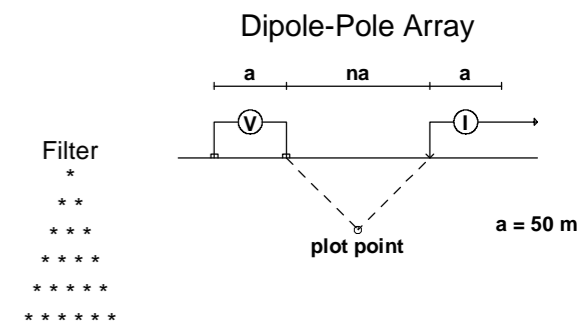 Dipole-Pole Array
a na a
V I
Filter
*
* *
* * *
* * * *
* * * * *
* * * * * *
a = 50 m
plot point